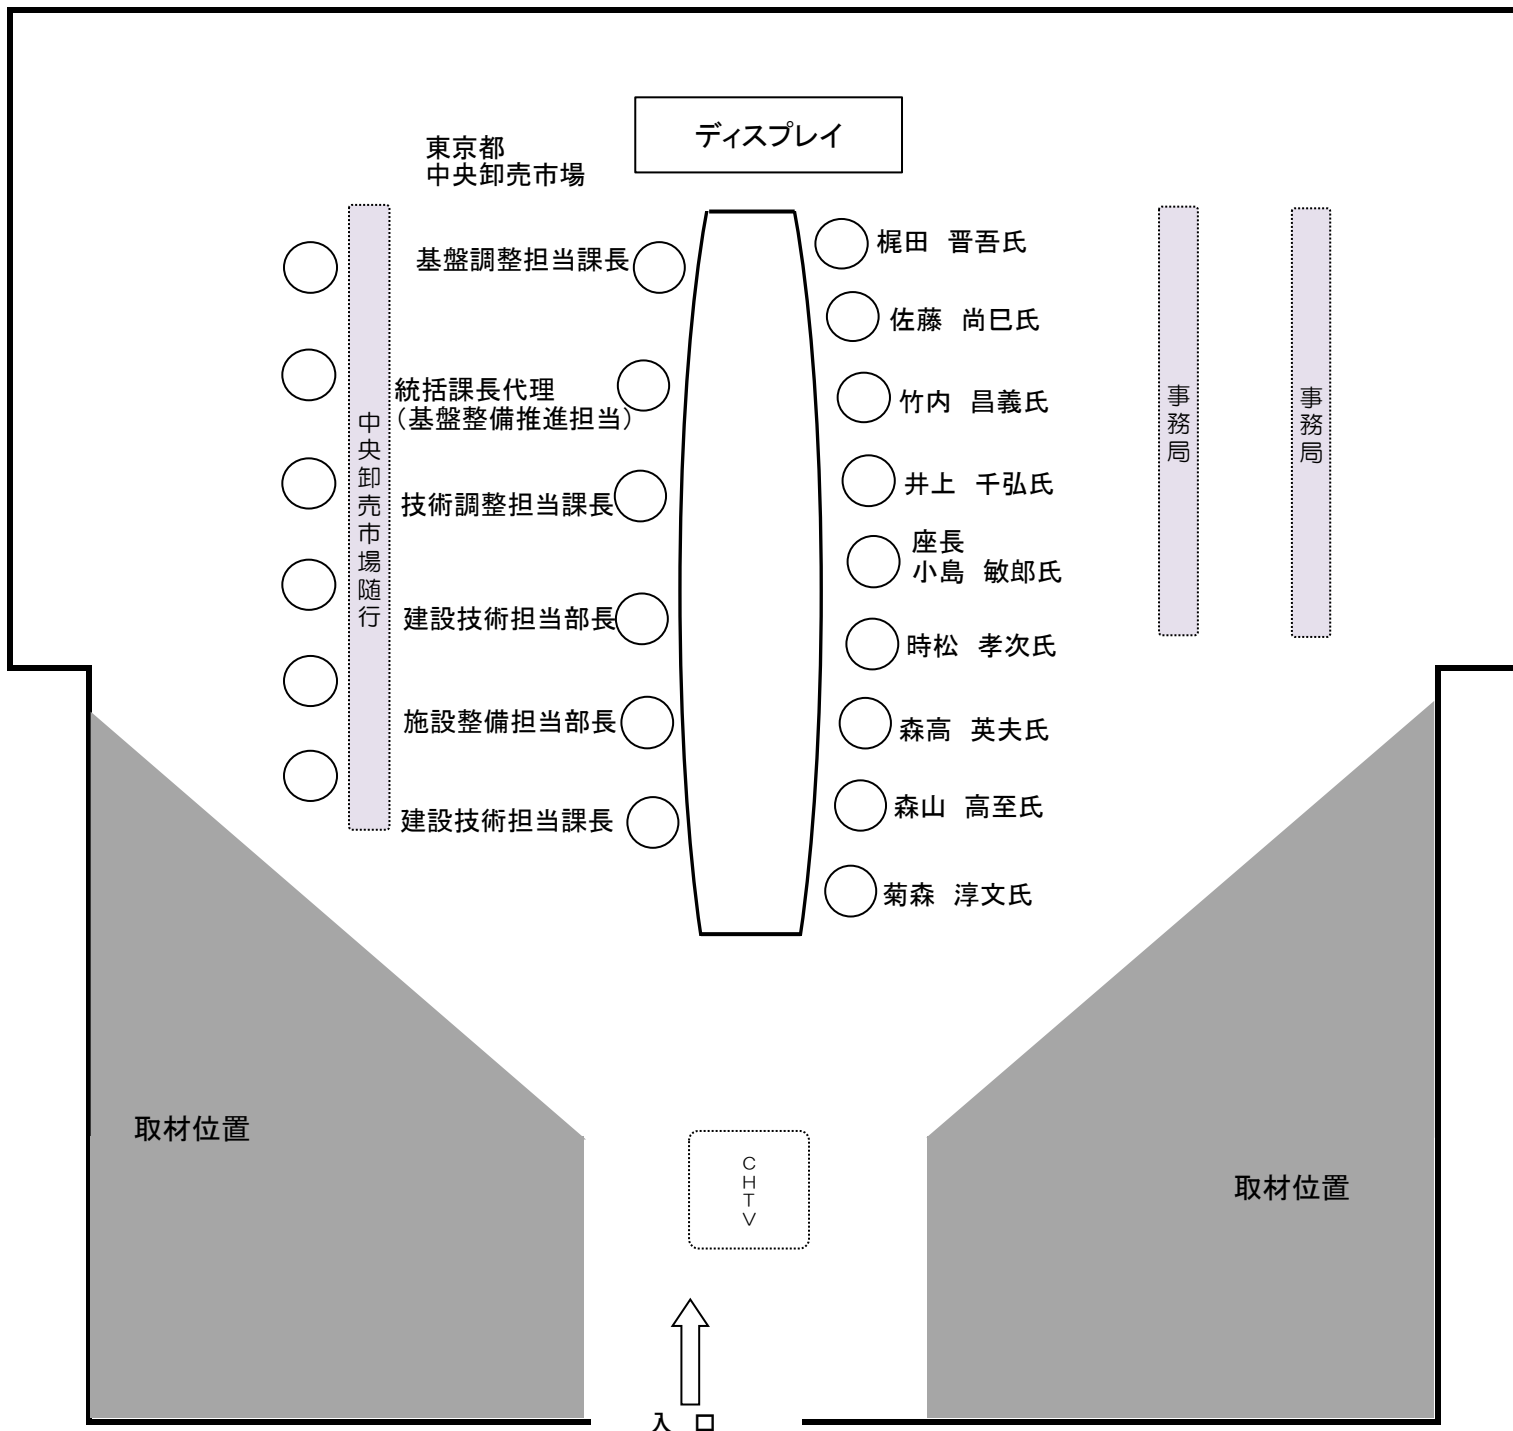 ディスプレイ
東京都
中央卸売市場
基盤調整担当課長
統括課長代理
（基盤整備推進担当）
技術調整担当課長
建設技術担当部長
施設整備担当部長
建設技術担当課長
中央卸売市場随行
梶田　晋吾氏
佐藤　尚巳氏
竹内　昌義氏
井上　千弘氏
座長
小島　敏郎氏
時松　孝次氏
森高　英夫氏
森山　高至氏
菊森　淳文氏
事務局
事務局
取材位置
CHTV
取材位置
入　口